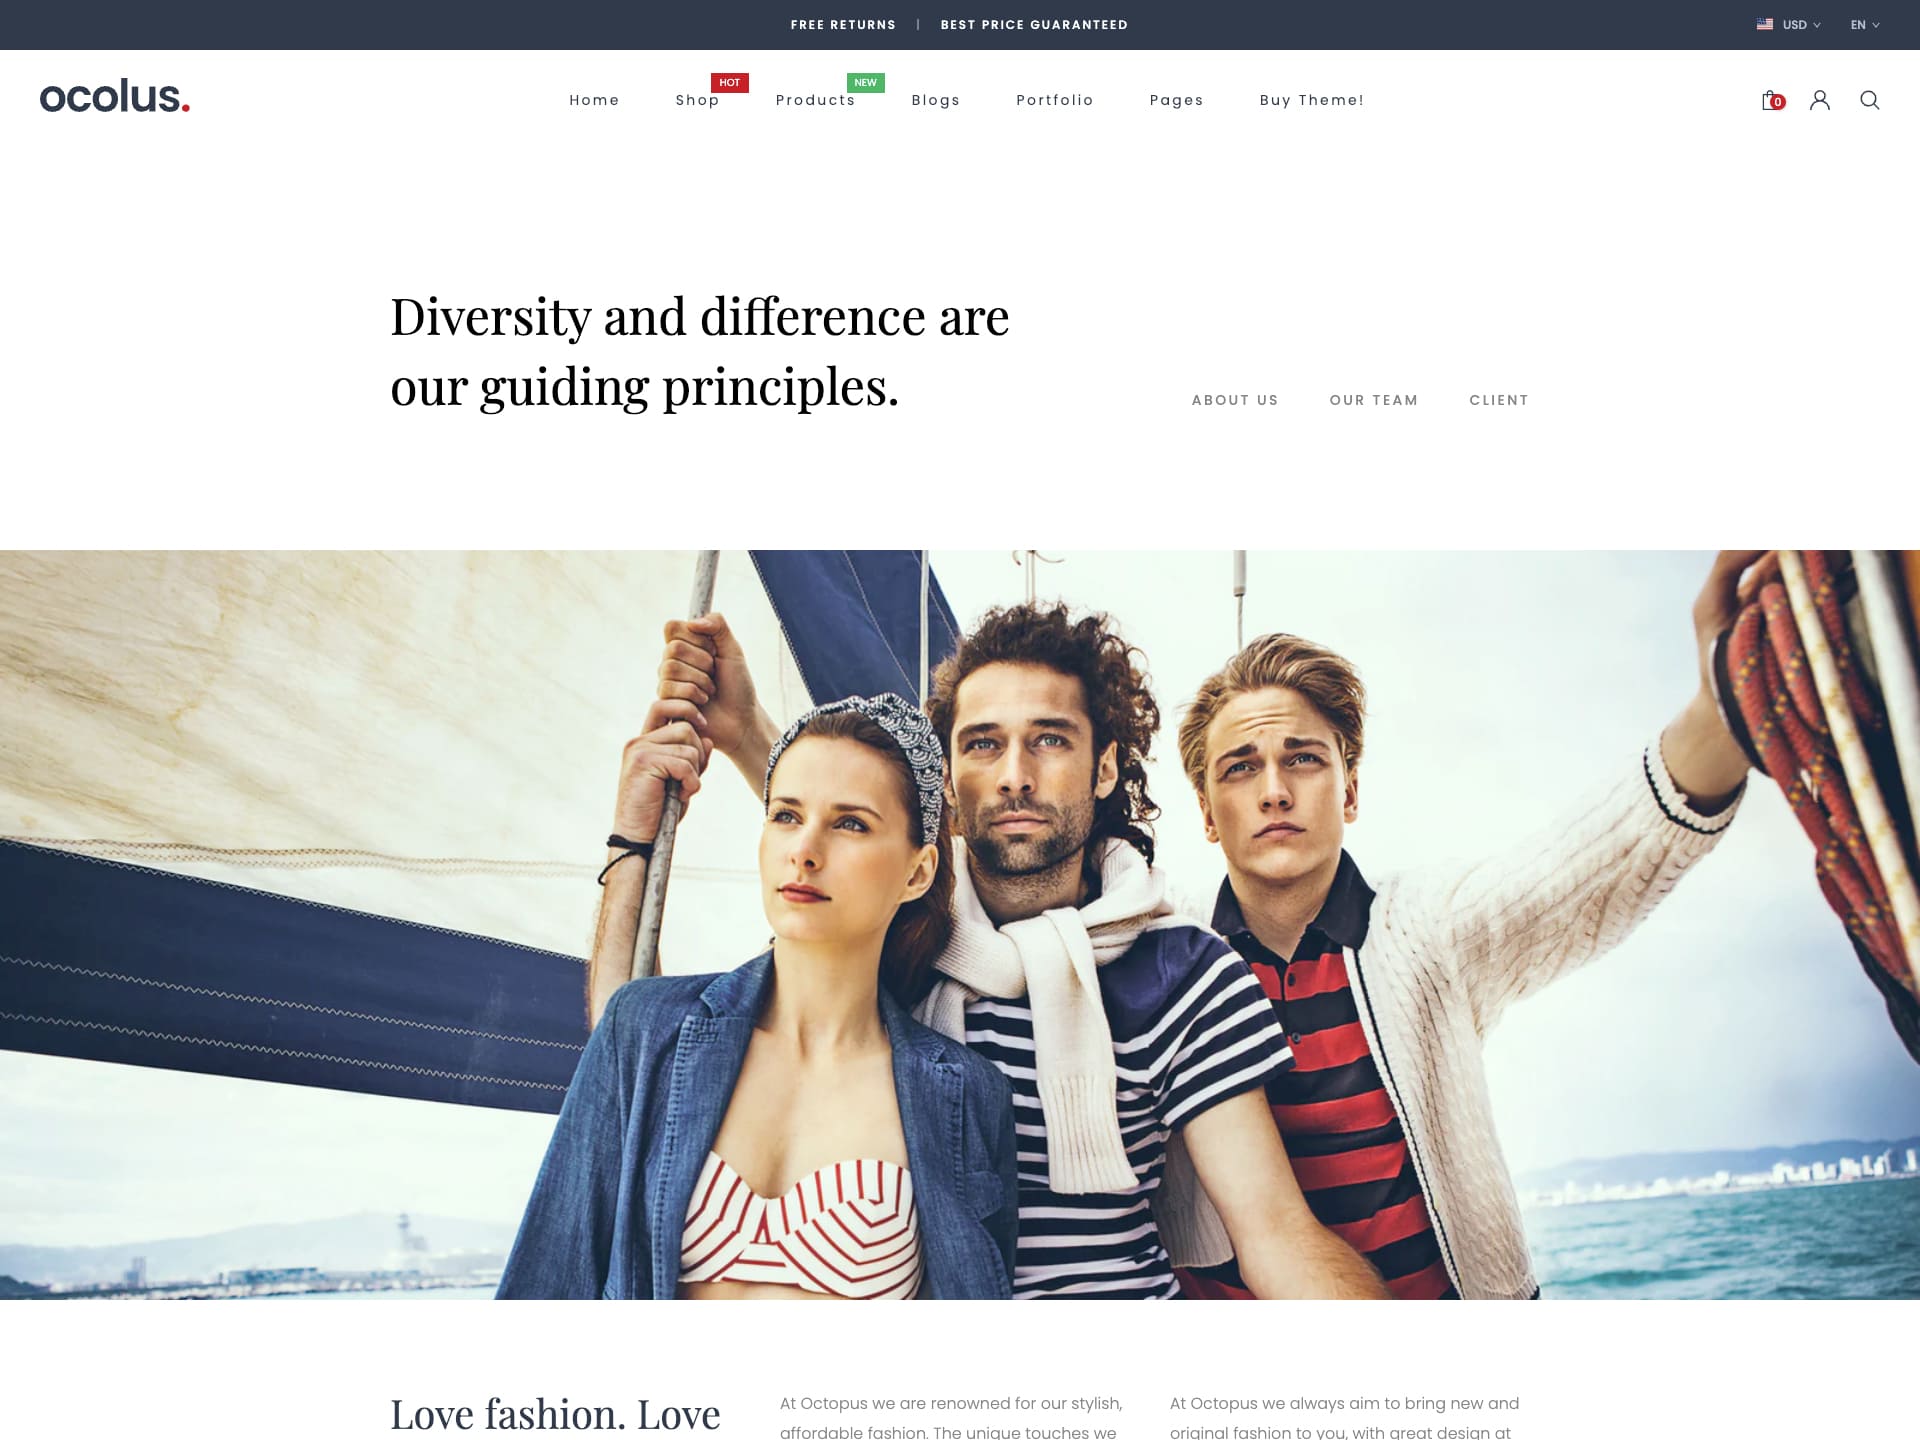 FREE RETURNS | BEST PRICE GUARANTEED
USD
EN
ocolus.
Home
Shop
HOT
Products
NEW
Blogs
Portfolio
Pages
Buy Theme!
0
Diversity and difference are
our guiding principles.
ABOUT US
OUR TEAM
CLIENT
Love fashion. Love
At Octopus we are renowned for our stylish,
affordable fashion. The unique touches we
At Octopus we always aim to bring new and
original fashion to you, with great design at